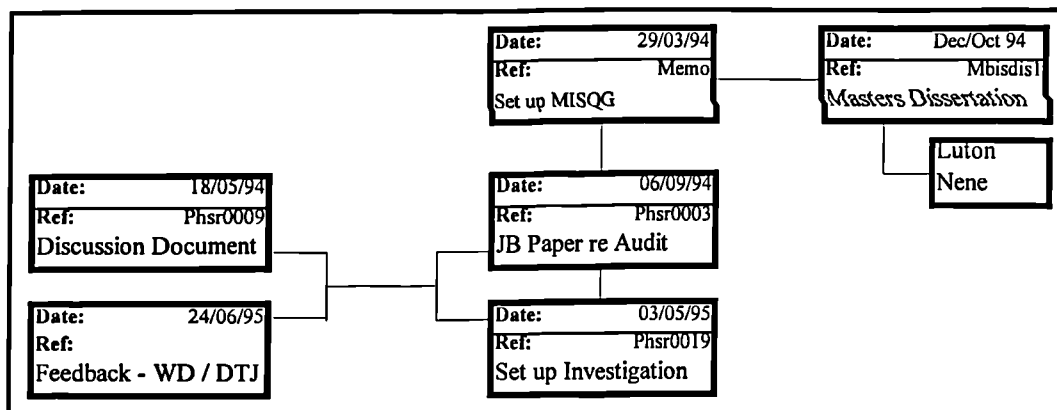 Date: 29/03/94
Ref: Memo
Set up MISQG
Date: Dec/Oct 94
Ref: Mbisdis1
Masters Dissertation
Luton
Nene
Date: 18/05/94
Ref: Phsr0009
Discussion Document
Date: 06/09/94
Ref: Phsr0003
JB Paper re Audit
Date: 24/06/95
Ref:
Feedback - WD / DTJ
Date: 03/05/95
Ref: Phsr0019
Set up Investigation